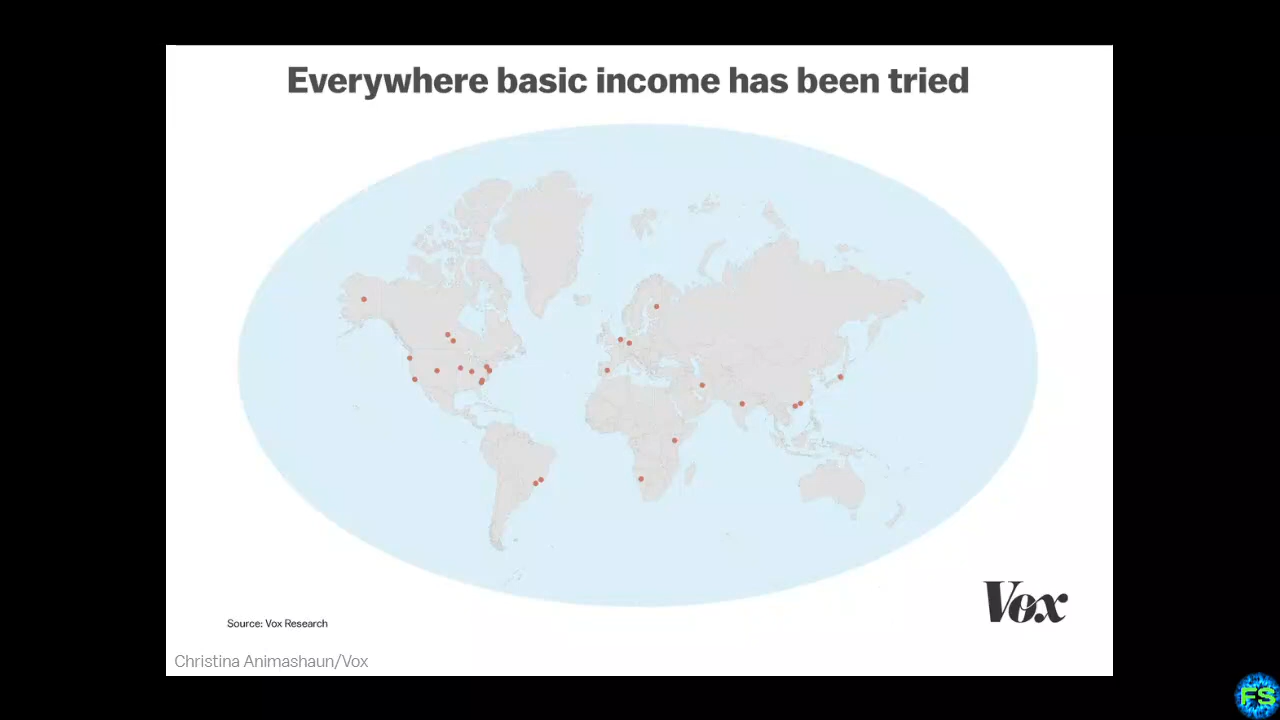 Everywhere basic income has been tried
Vox
Source: Vox Research
Christina Animashaun/Vox
FS